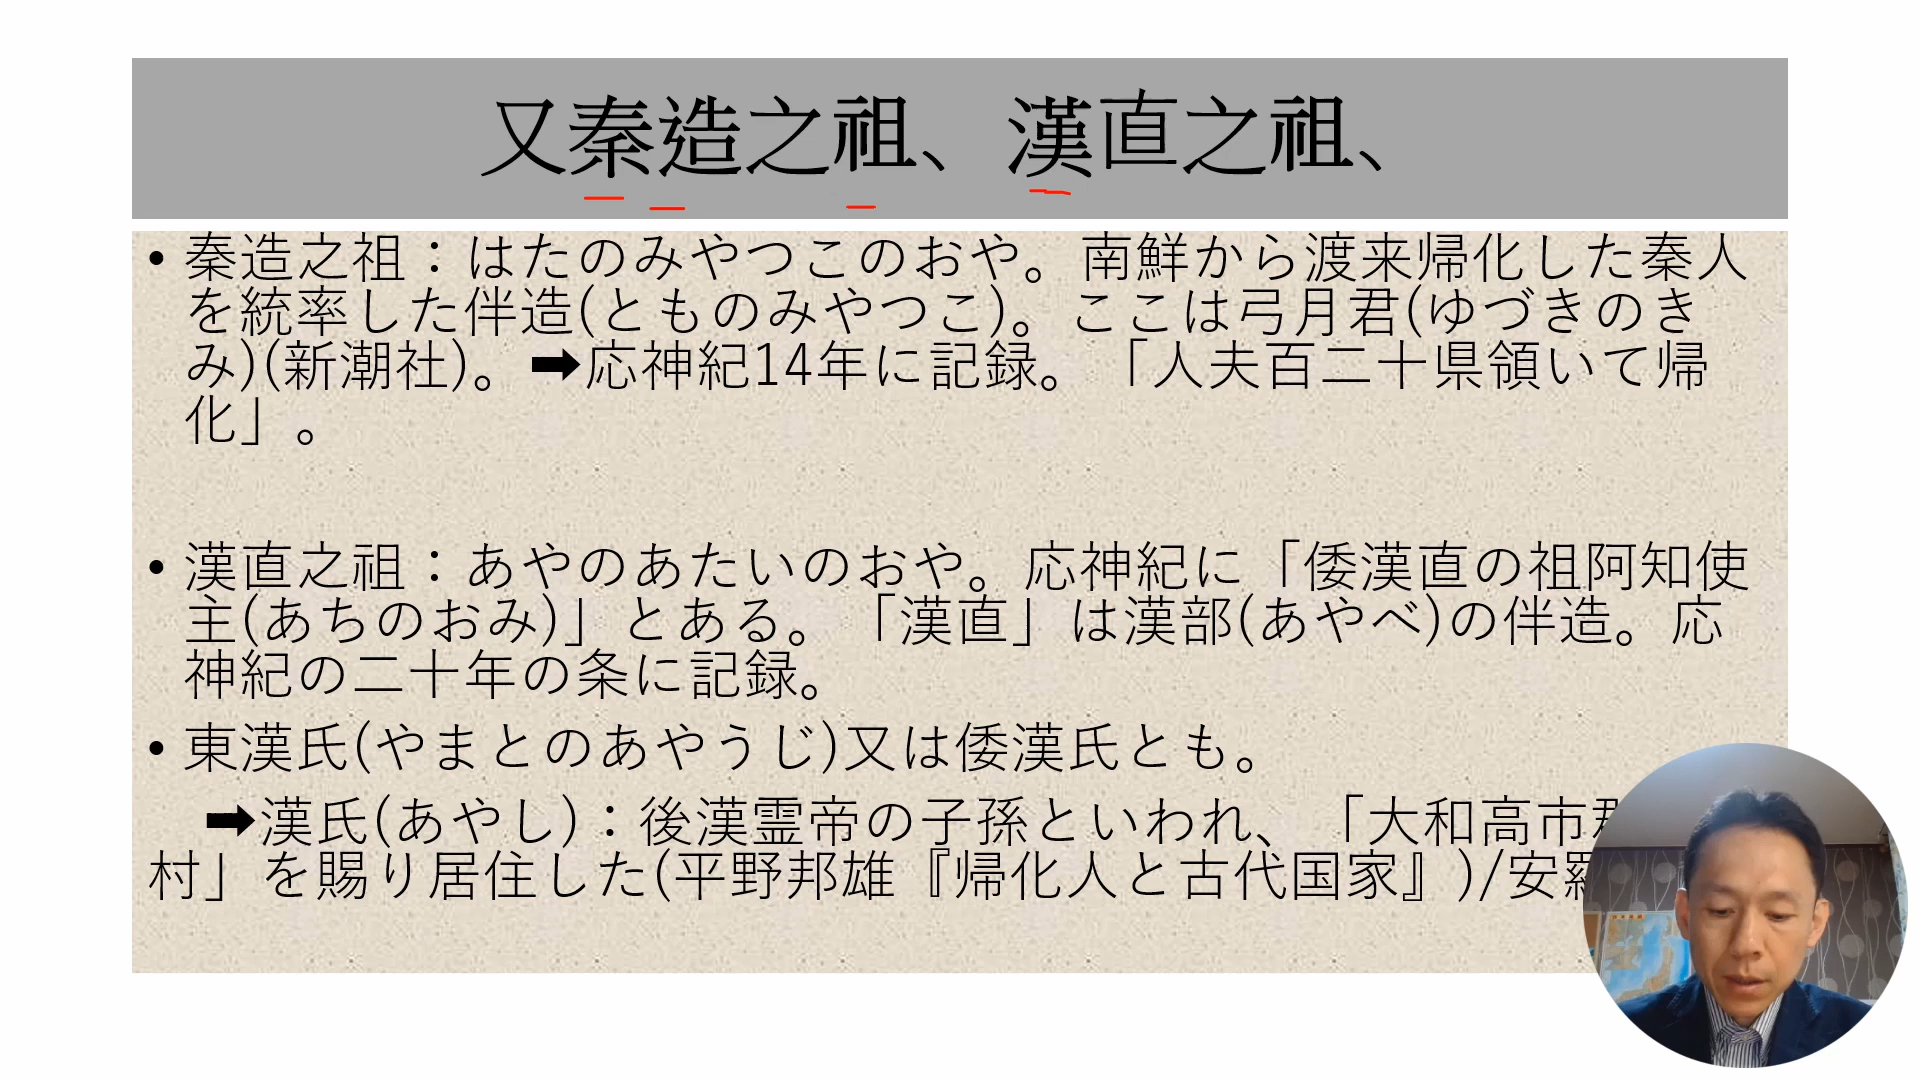 又秦造之祖、漢直之祖、
• 秦造之祖：はたのみやつこのおや。南鮮から渡来帰化した秦人
を統率した伴造(とものみやつこ)。ここは弓月君(ゆづきのき
み)(新潮社)。➡応神紀14年に記録。「人夫百二十県領いて帰
化」。
• 漢直之祖：あやのあたいのおや。応神紀に「倭漢直の祖阿知使
主(あちのおみ)」とある。「漢直」は漢部(あやべ)の伴造。応
神紀の二十年の条に記録。
• 東漢氏(やまとのあやうじ)又は倭漢氏とも。
➡漢氏(あやし)：後漢霊帝の子孫といわれ、「大和高市
村」を賜り居住した(平野邦雄『帰化人と古代国家』)/安